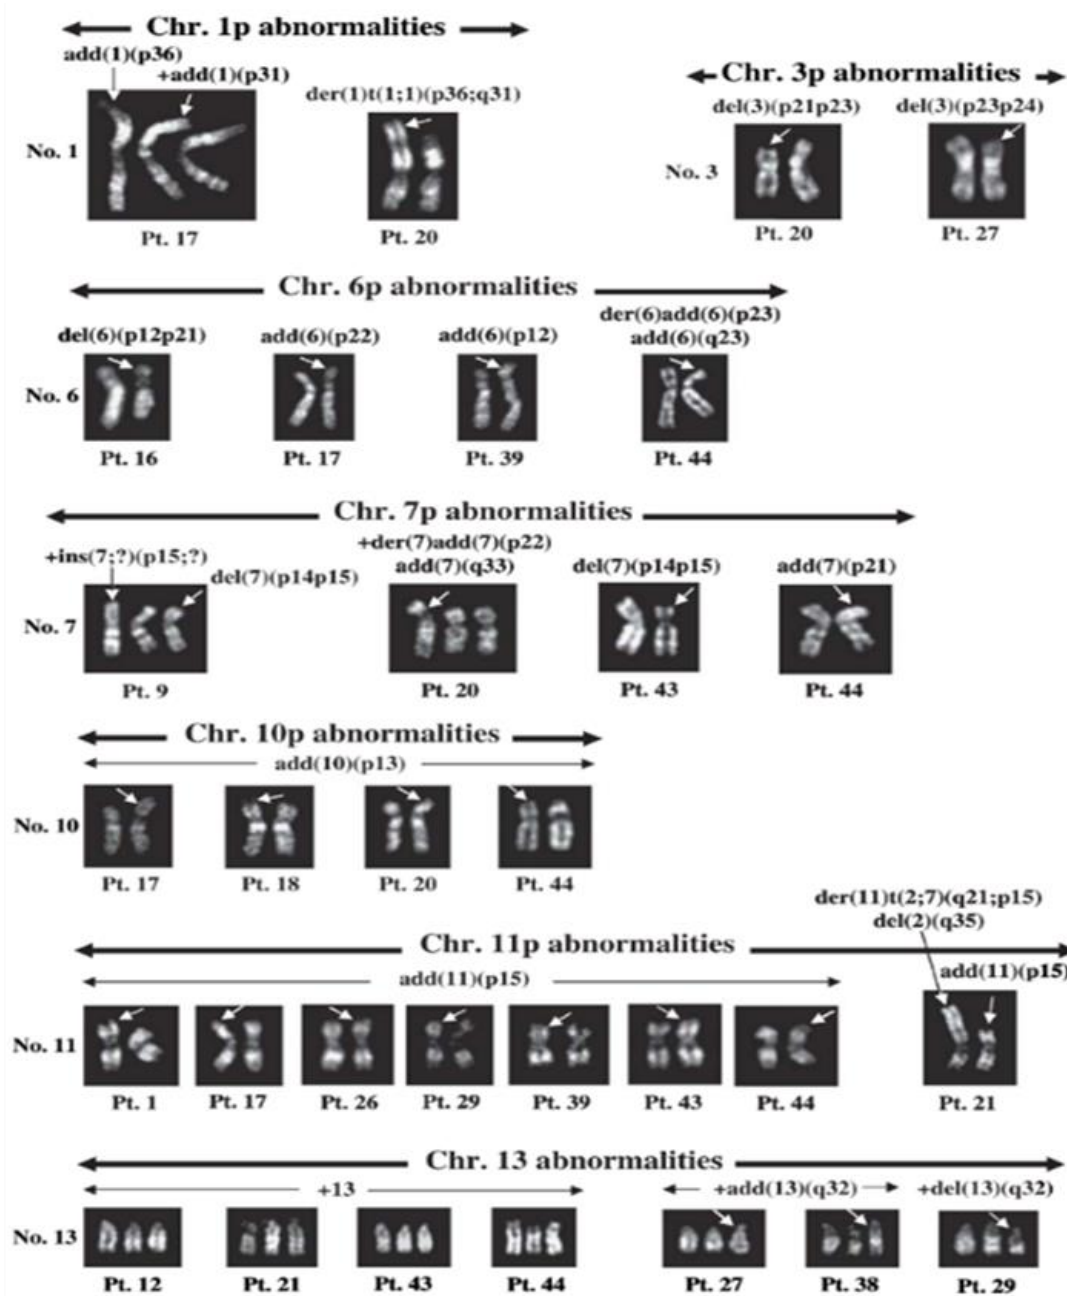 Chr. 1p abnormalities
add(1)(p36)
+add(1)(p31)
der(1)t(1;1)(p36;q31)
No. 1
Pt. 17
Pt. 20
Chr. 3p abnormalities
del(3)(p21p23)
del(3)(p23p24)
No. 3
Pt. 20
Pt. 27
Chr. 6p abnormalities
del(6)(p12p21)
add(6)(p22)
add(6)(p12)
der(6)add(6)(p23)
add(6)(q23)
No. 6
Pt. 16
Pt. 17
Pt. 39
Pt. 44
Chr. 7p abnormalities
+ins(7;?)(p15;?)
del(7)(p14p15)
+der(7)add(7)(p22)
add(7)(q33)
del(7)(p14p15)
add(7)(p21)
No. 7
Pt. 9
Pt. 20
Pt. 43
Pt. 44
Chr. 10p abnormalities
add(10)(p13)
No. 10
Pt. 17
Pt. 18
Pt. 20
Pt. 44
Chr. 11p abnormalities
add(11)(p15)
der(11)t(2;7)(q21;p15)
del(2)(q35)
add(11)(p15)
No. 11
Pt. 1
Pt. 17
Pt. 26
Pt. 29
Pt. 39
Pt. 43
Pt. 44
Pt. 21
Chr. 13 abnormalities
+13
+add(13)(q32)
+del(13)(q32)
No. 13
Pt. 12
Pt. 21
Pt. 43
Pt. 44
Pt. 27
Pt. 38
Pt. 29